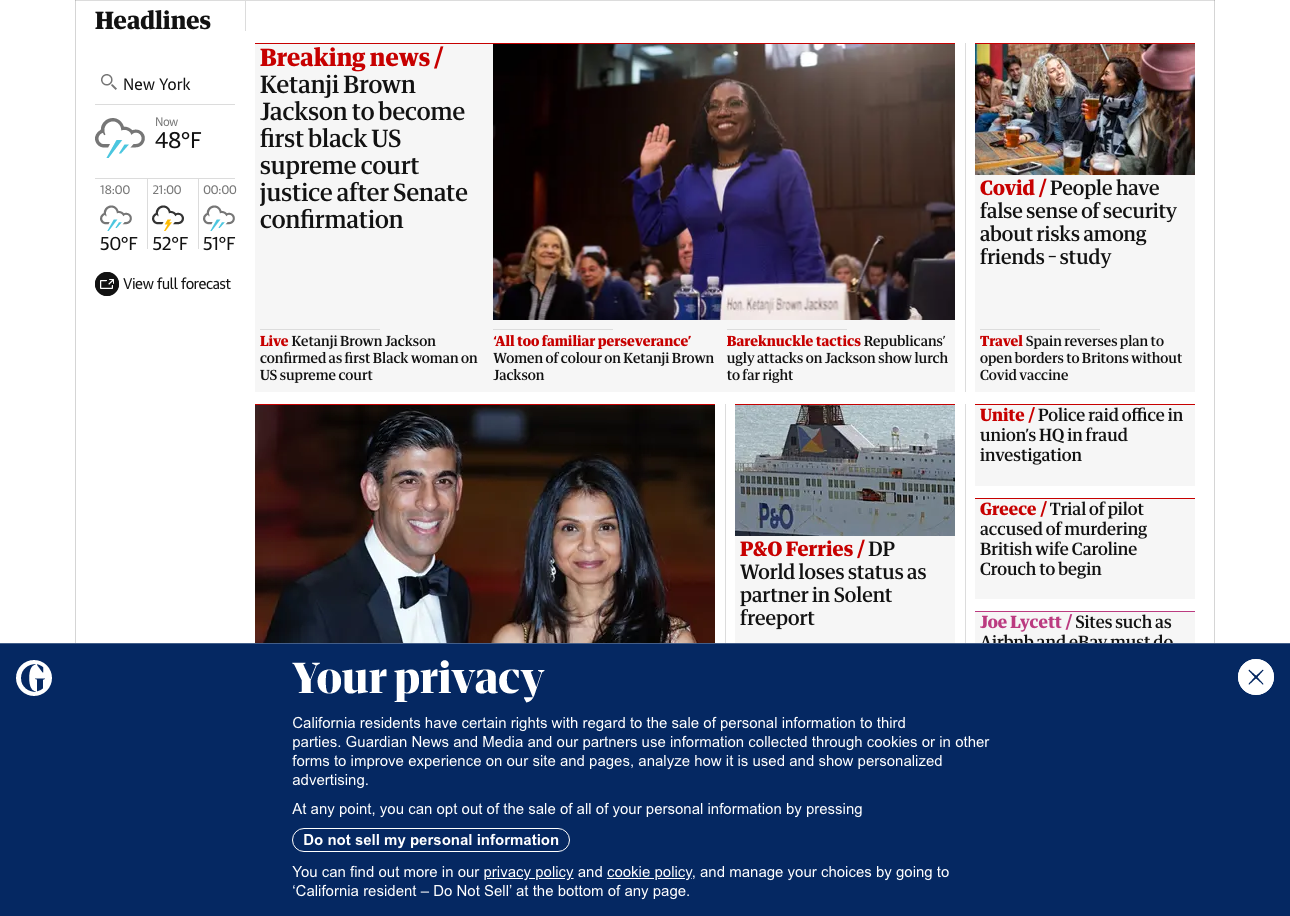 Headlines
New York
Now
48°F
18:00
21:00
00:00
50°F
52°F
51°F
View full forecast
Breaking news /
Ketanji Brown
Jackson to become
first black US
supreme court
justice after Senate
confirmation
Hon. Ketanji Brown Jackson
Live Ketanji Brown Jackson
confirmed as first Black woman on
US supreme court
‘All too familiar perseverance’
Women of colour on Ketanji Brown
Jackson
Bareknuckle tactics Republicans’
ugly attacks on Jackson show lurch
to far right
Covid / People have
false sense of security
about risks among
friends – study
Travel Spain reverses plan to
open borders to Britons without
Covid vaccine
P&O
P&O Ferries / DP
World loses status as
partner in Solent
freeport
Unite / Police raid office in
union’s HQ in fraud
investigation
Greece / Trial of pilot
accused of murdering
British wife Caroline
Crouch to begin
Joe Lycett / Sites such as
Airbnb and eBay must do
G
Your privacy
California residents have certain rights with regard to the sale of personal information to third
parties. Guardian News and Media and our partners use information collected through cookies or in other
forms to improve experience on our site and pages, analyze how it is used and show personalized
advertising.
At any point, you can opt out of the sale of all of your personal information by pressing
Do not sell my personal information
You can find out more in our privacy policy and cookie policy, and manage your choices by going to
‘California resident – Do Not Sell’ at the bottom of any page.